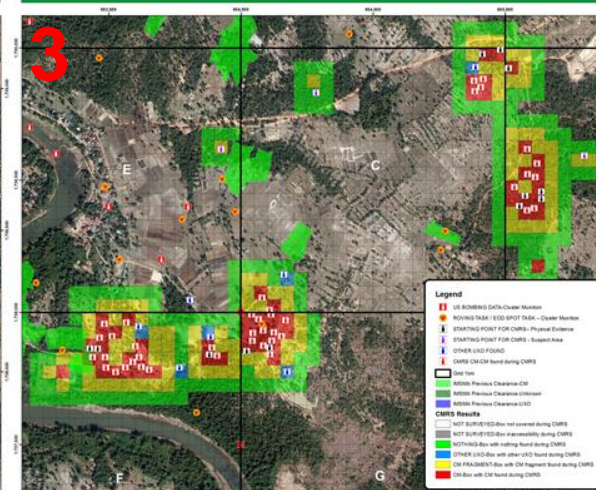 3
E
C
Legend
US BOMBING DATA-Cluster Munition
ROVING TASK / EOD SPOT TASK - Cluster Munition
STARTING POINT FOR CMRS - Physical Evidence
STARTING POINT FOR CMRS - Suspect Area
OTHER UXO FOUND
CMRS CM-CM found during CMRS
Grid 1km
IMSMA Previous Clearance-CM
IMSMA Previous Clearance-Unknown
IMSMA Previous Clearance-UXO
CMRS Results
NOT SURVEYED-Box not covered during CMRS
NOT SURVEYED-Box inaccessibility during CMRS
NOTHING-Box with nothing found during CMRS
OTHER UXO-Box with other UXO found during CMRS
CM FRAGMENT-Box with CM fragment found during CMRS
CM-Box with CM found during CMRS
F
G